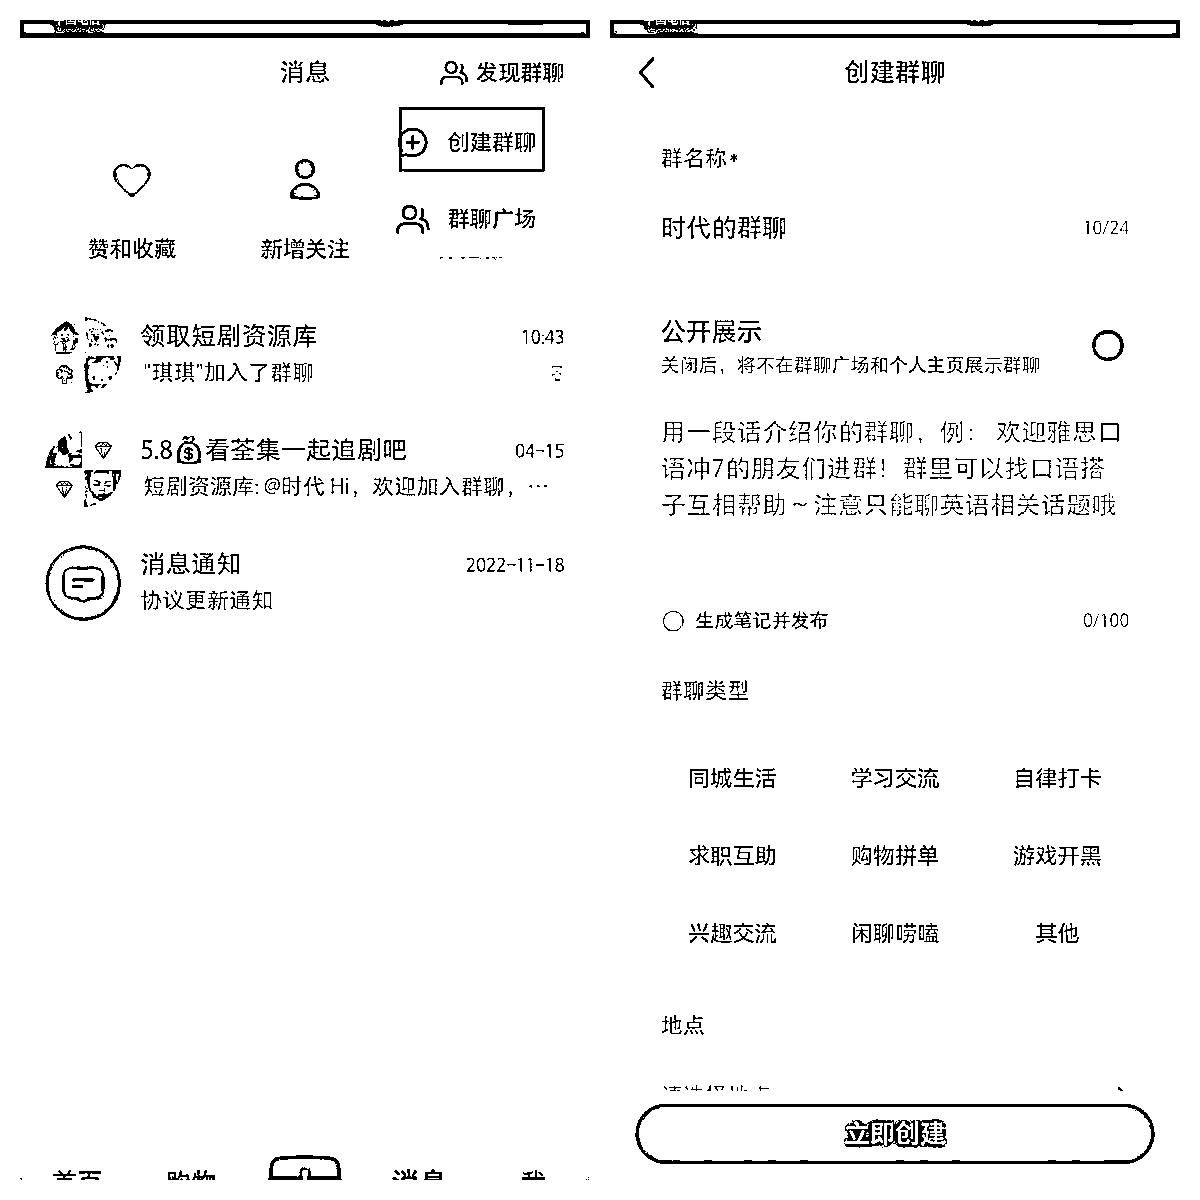 消息
发现群聊
创建群聊
群聊广场
赞和收藏
新增关注
领取短剧资源库
10:43
“琪琪”加入了群聊
5.8💰看荃集一起追剧吧
04-15
短剧资源库:@时代 Hi，欢迎加入群聊，…
消息通知
2022-11-18
协议更新通知
首页
购物
消息
我
创建群聊
群名称*
时代的群聊
10/24
公开展示
关闭后，将不在群聊广场和个人主页展示群聊
用一段话介绍你的群聊，例： 欢迎雅思口
语冲7的朋友们进群！群里可以找口语搭
子互相帮助～注意只能聊英语相关话题哦
生成笔记并发布
0/100
群聊类型
同城生活
学习交流
自律打卡
求职互助
购物拼单
游戏开黑
兴趣交流
闲聊唠嗑
其他
地点
请选择地点
立即创建